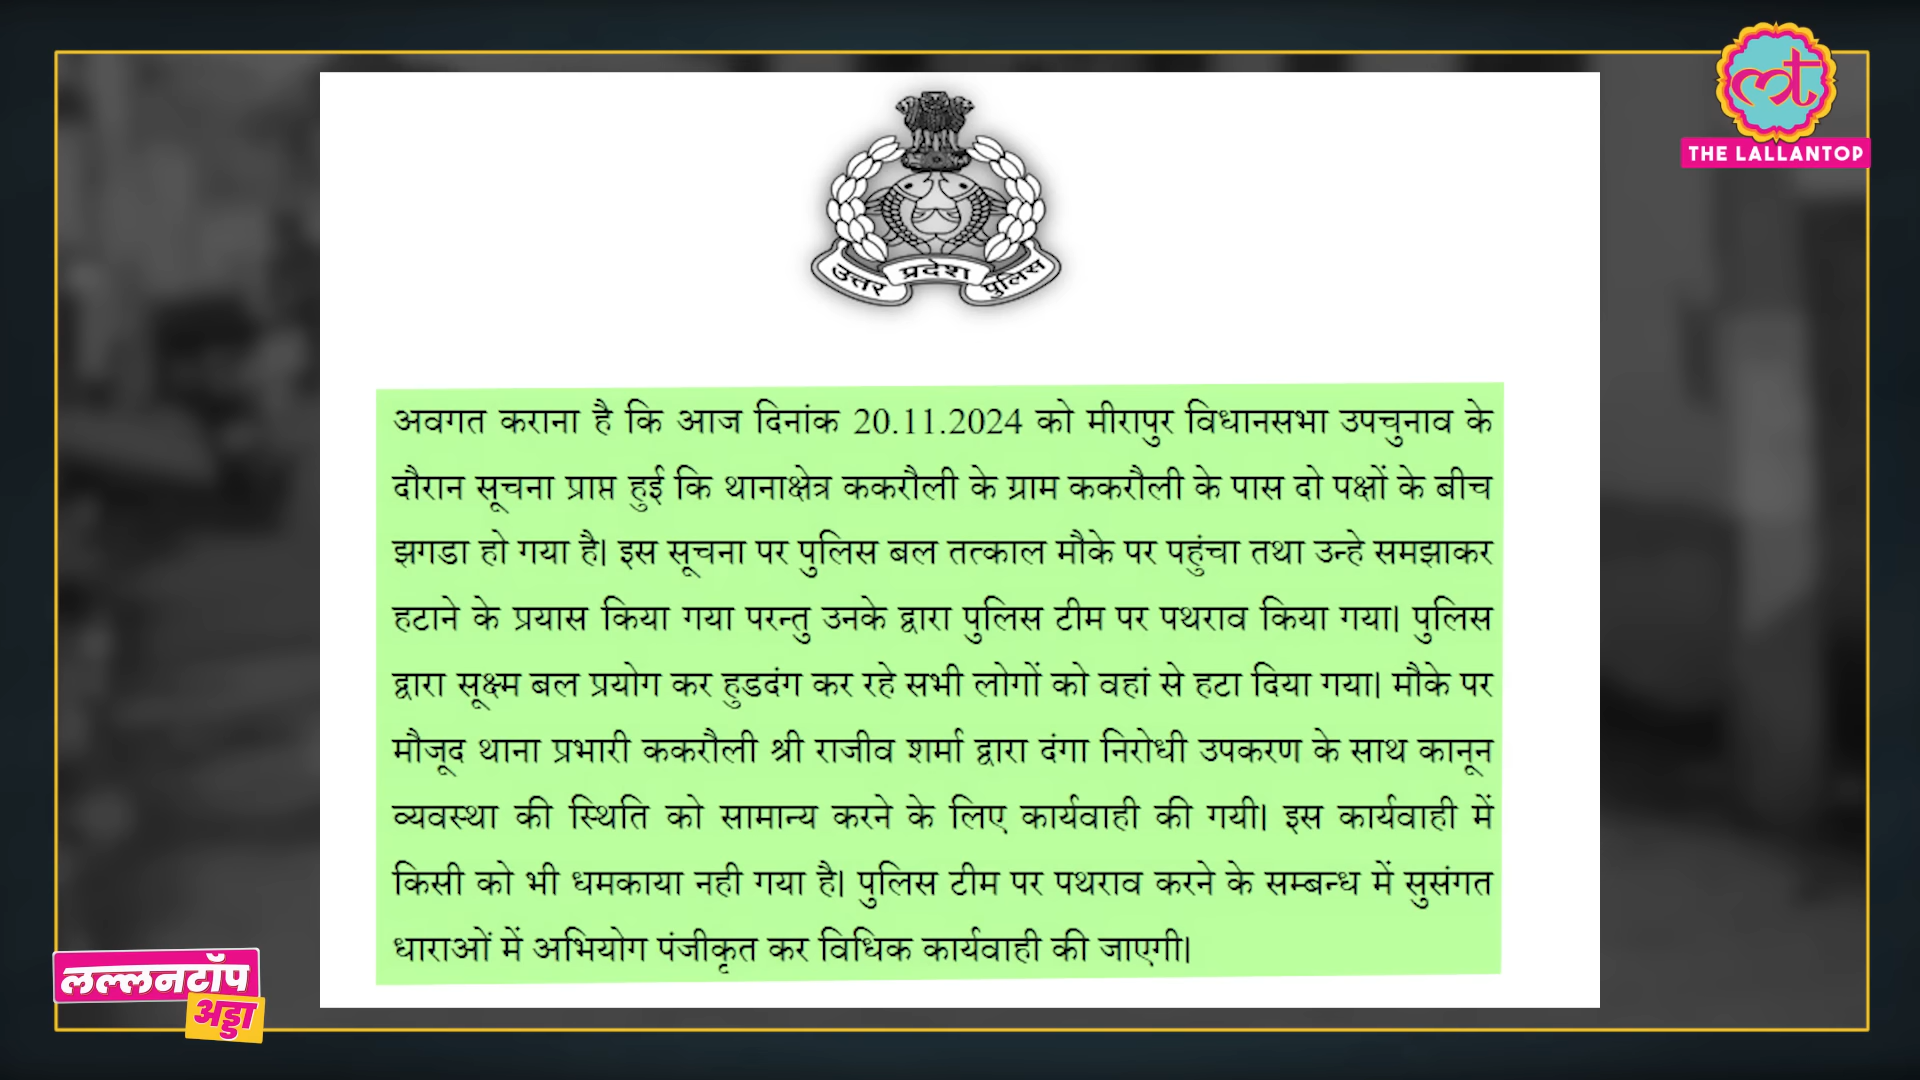 THE LALLANTOP
उत्तर प्रदेश पुलिस
अवगत कराना है कि आज दिनांक 20.11.2024 को मीरापुर विधानसभा उपचुनाव के
दौरान सूचना प्राप्त हुई कि थानाक्षेत्र ककरौली के ग्राम ककरौली के पास दो पक्षों के बीच
झगडा हो गया है। इस सूचना पर पुलिस बल तत्काल मौके पर पहुंचा तथा उन्हे समझाकर
हटाने के प्रयास किया गया परन्तु उनके द्वारा पुलिस टीम पर पथराव किया गया। पुलिस
द्वारा सूक्ष्म बल प्रयोग कर हुडदंग कर रहे सभी लोगों को वहां से हटा दिया गया। मौके पर
मौजूद थाना प्रभारी ककरौली श्री राजीव शर्मा द्वारा दंगा निरोधी उपकरण के साथ कानून
व्यवस्था की स्थिति को सामान्य करने के लिए कार्यवाही की गयी। इस कार्यवाही में
किसी को भी धमकाया नही गया है। पुलिस टीम पर पथराव करने के सम्बन्ध में सुसंगत
धाराओं में अभियोग पंजीकृत कर विधिक कार्यवाही की जाएगी।
लल्लनटॉप
अड्डा